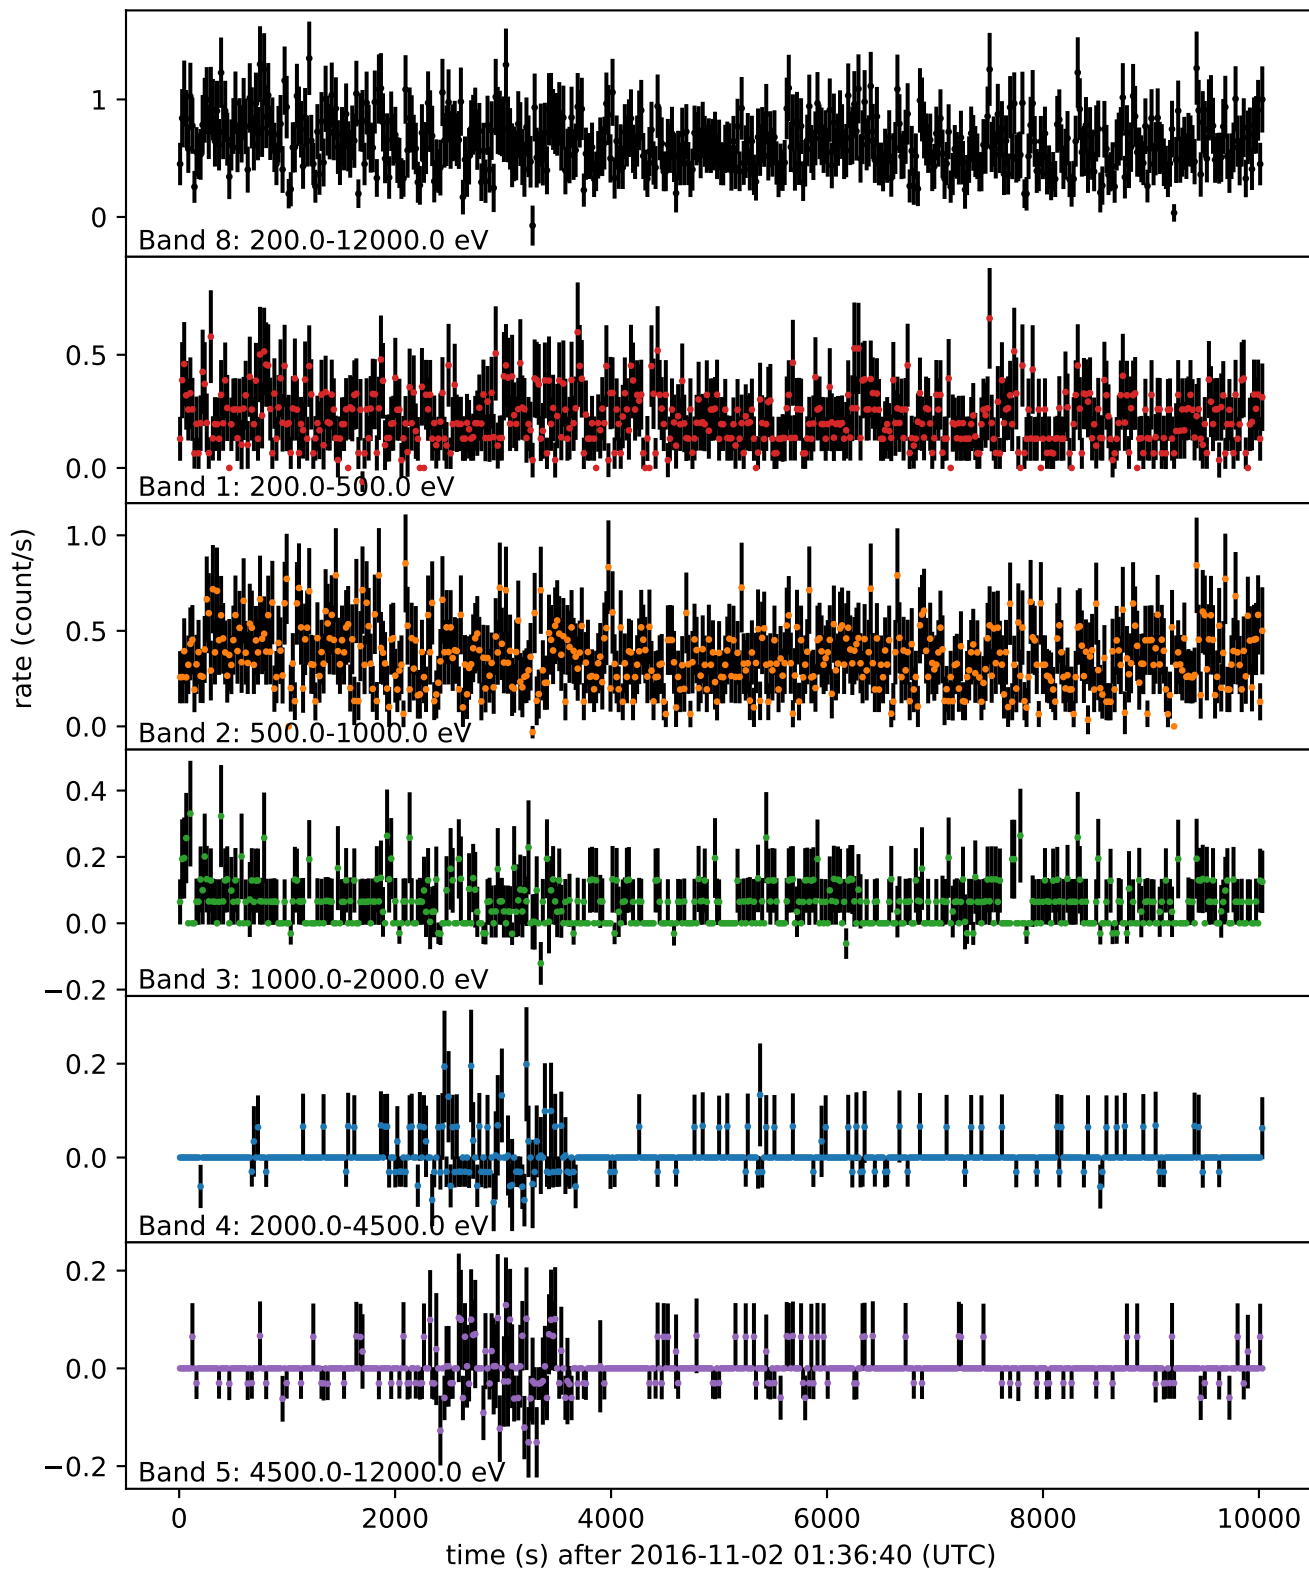 1
0
Band 8: 200.0-12000.0 eV
0.5
0.0
Band 1: 200.0-500.0 eV
1.0
0.5
0.0
Band 2: 500.0-1000.0 eV
rate (count/s)
0.4
0.2
0.0
−0.2
Band 3: 1000.0-2000.0 eV
0.2
0.0
Band 4: 2000.0-4500.0 eV
0.2
0.0
−0.2
Band 5: 4500.0-12000.0 eV
0 2000 4000 6000 8000 10000
time (s) after 2016-11-02 01:36:40 (UTC)